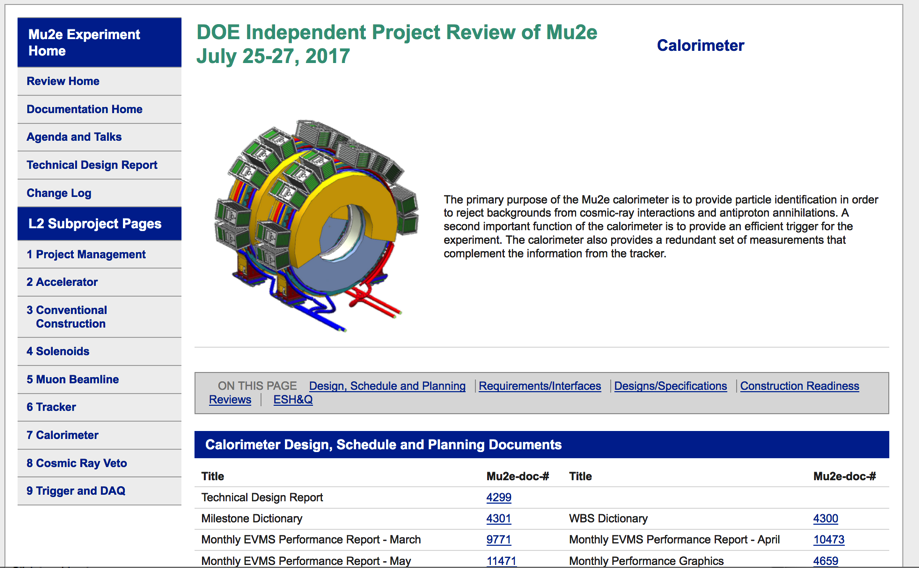 Mu2e Experiment
Home
Review Home
Documentation Home
Agenda and Talks
Technical Design Report
Change Log
L2 Subproject Pages
1 Project Management
2 Accelerator
3 Conventional
Construction
4 Solenoids
5 Muon Beamline
6 Tracker
7 Calorimeter
8 Cosmic Ray Veto
9 Trigger and DAQ
DOE Independent Project Review of Mu2e
July 25-27, 2017
Calorimeter
The primary purpose of the Mu2e calorimeter is to provide particle identification in order
to reject backgrounds from cosmic-ray interactions and antiproton annihilations. A
second important function of the calorimeter is to provide an efficient trigger for the
experiment. The calorimeter also provides a redundant set of measurements that
complement the information from the tracker.
ON THIS PAGE Design, Schedule and Planning | Requirements/Interfaces | Designs/Specifications | Construction Readiness
Reviews | ESH&Q
Calorimeter Design, Schedule and Planning Documents
Title Mu2e-doc-# Title Mu2e-doc-#
Technical Design Report 4299
Milestone Dictionary 4301 WBS Dictionary 4300
Monthly EVMS Performance Report - March 9771 Monthly EVMS Performance Report - April 10473
Monthly EVMS Performance Report - May 11471 Monthly Performance Graphics 4659